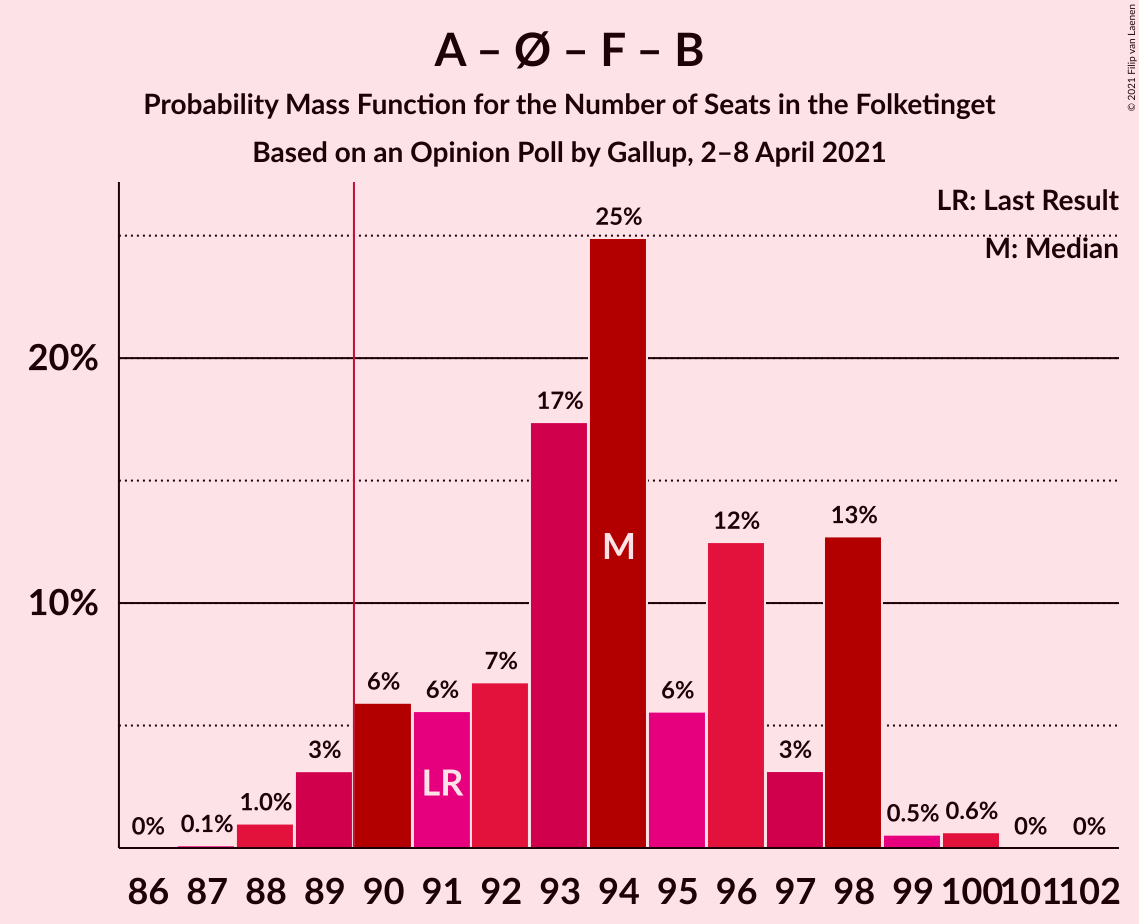 A – Ø – F – B
Probability Mass Function for the Number of Seats in the Folketinget
Based on an Opinion Poll by Gallup, 2–8 April 2021
© 2021 Filip van Laenen
LR: Last Result
M: Median
20%
10%
0%
0.1%
1.0%
3%
6%
6%
7%
17%
25%
6%
12%
3%
13%
0.5%
0.6%
0%
0%
LR
M
86 87 88 89 90 91 92 93 94 95 96 97 98 99 100 101 102